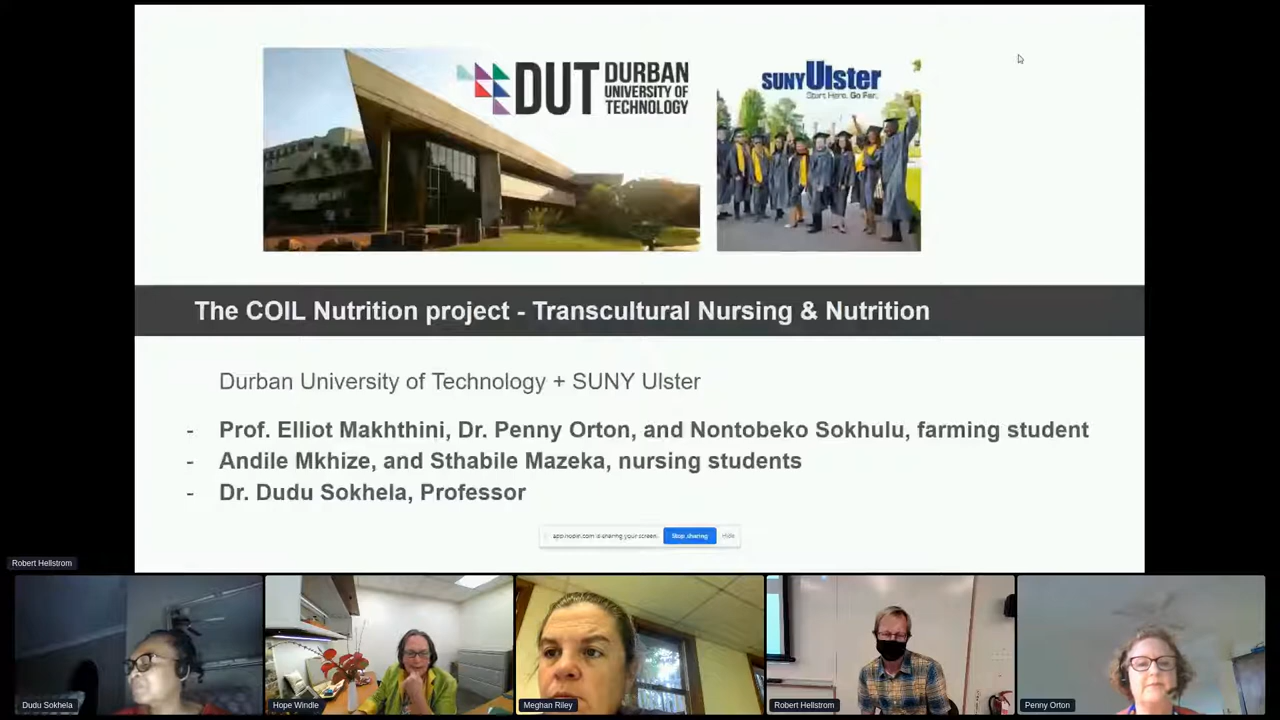 DUT DURBAN
UNIVERSITY OF
TECHNOLOGY
SUNY Ulster
Start Here. Go Far.
The COIL Nutrition project - Transcultural Nursing & Nutrition
Durban University of Technology + SUNY Ulster
- Prof. Elliot Makhthini, Dr. Penny Orton, and Nontobeko Sokhulu, farming student
- Andile Mkhize, and Sthabile Mazeka, nursing students
- Dr. Dudu Sokhela, Professor
app.hopin.com is sharing your screen. Stop sharing Hide
Robert Hellstrom
Dudu Sokhela
Hope Windle
Meghan Riley
Robert Hellstrom
Penny Orton